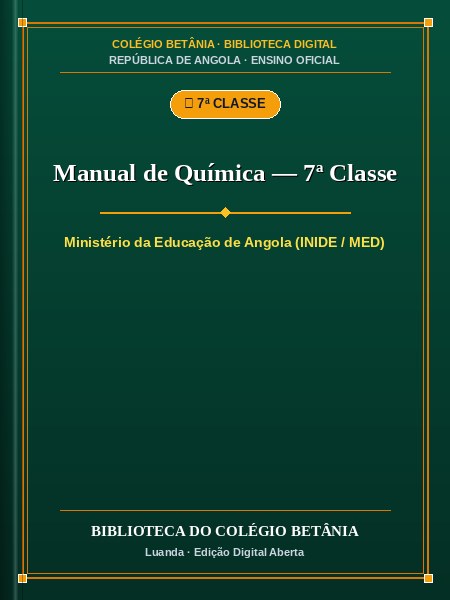 COLÉGIO BETÂNIA · BIBLIOTECA DIGITAL
REPÚBLICA DE ANGOLA · ENSINO OFICIAL
7ª CLASSE
Manual de Química — 7ª Classe
Ministério da Educação de Angola (INIDE / MED)
BIBLIOTECA DO COLÉGIO BETÂNIA
Luanda · Edição Digital Aberta